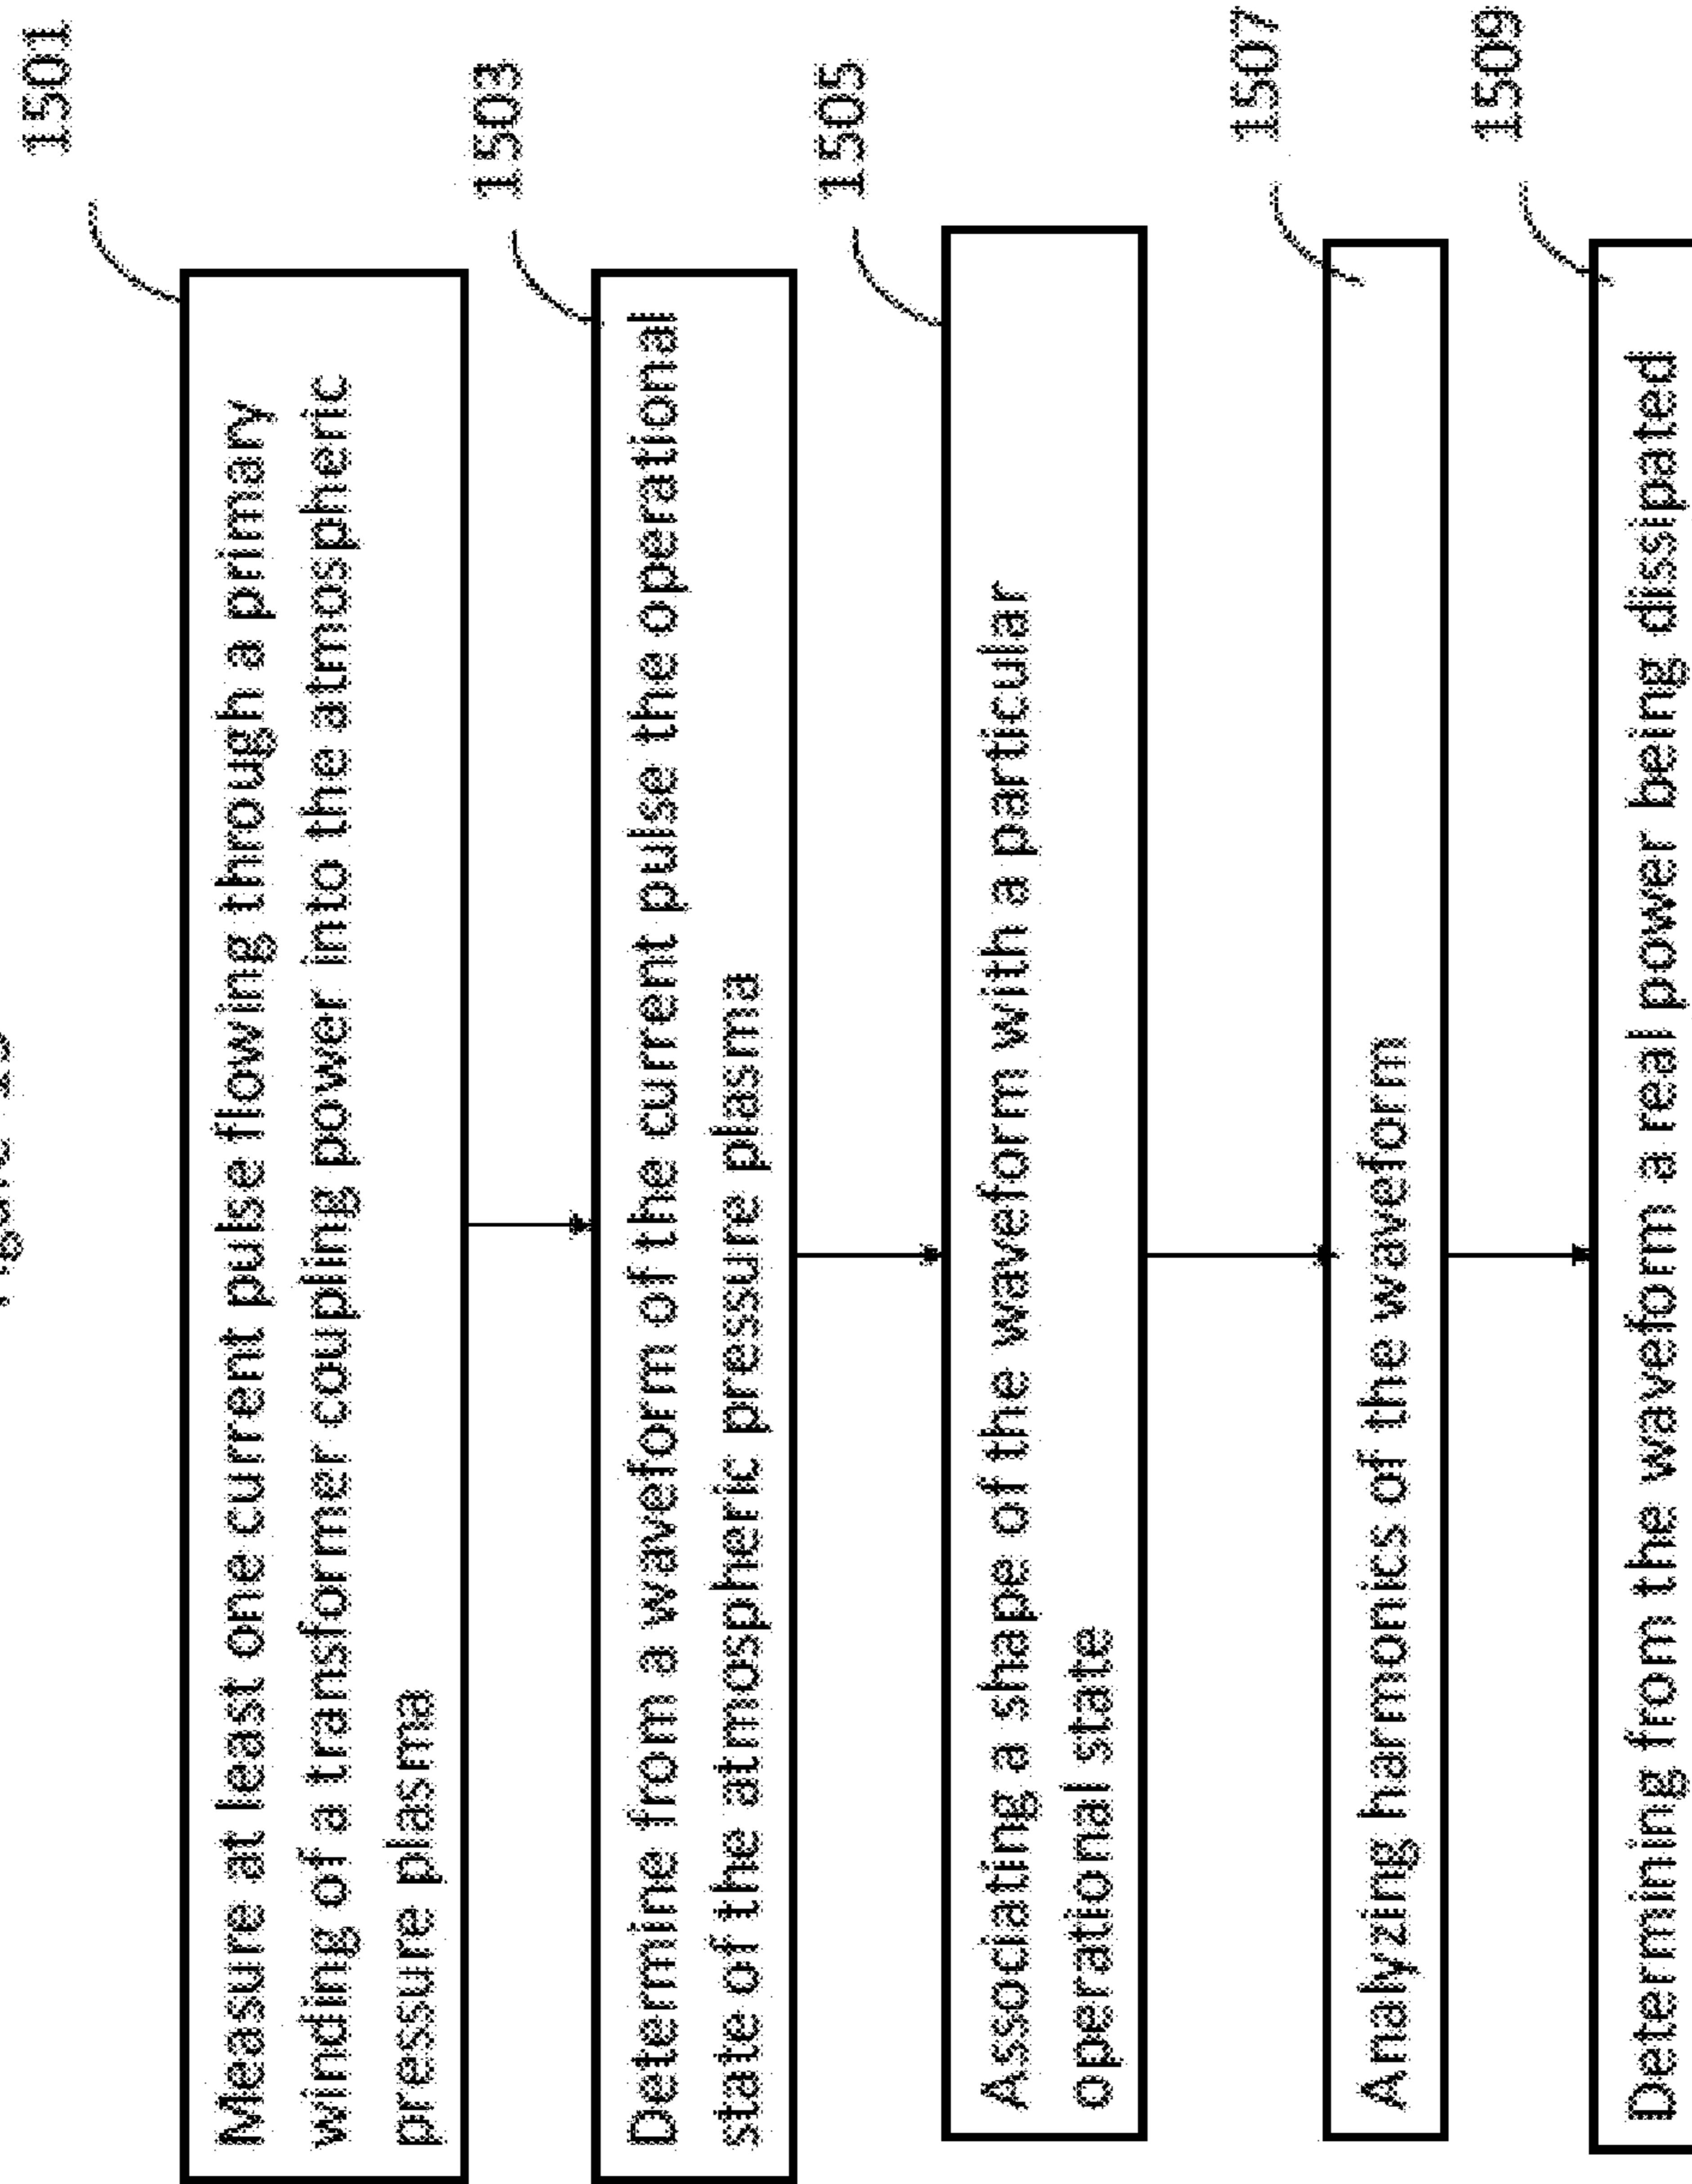 1501
Measure at least one current pulse flowing through a primary
winding of a transformer coupling power into the atmospheric
pressure plasma
1503
Determine from a waveform of the current pulse the operational
state of the atmospheric pressure plasma
1505
Associating a shape of the waveform with a particular
operational state
1507
Analyzing harmonics of the waveform
1509
Determining from the waveform a real power being dissipated